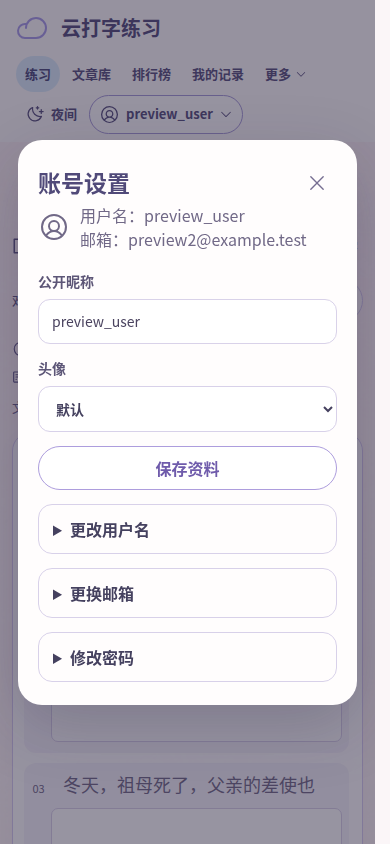 云打字练习
练习 文章库 排行榜 我的记录 更多
夜间 preview_user
账号设置
用户名：preview_user
邮箱：preview2@example.test
公开昵称
preview_user
头像
默认
保存资料
更改用户名
更换邮箱
修改密码
03 冬天，祖母死了，父亲的差使也